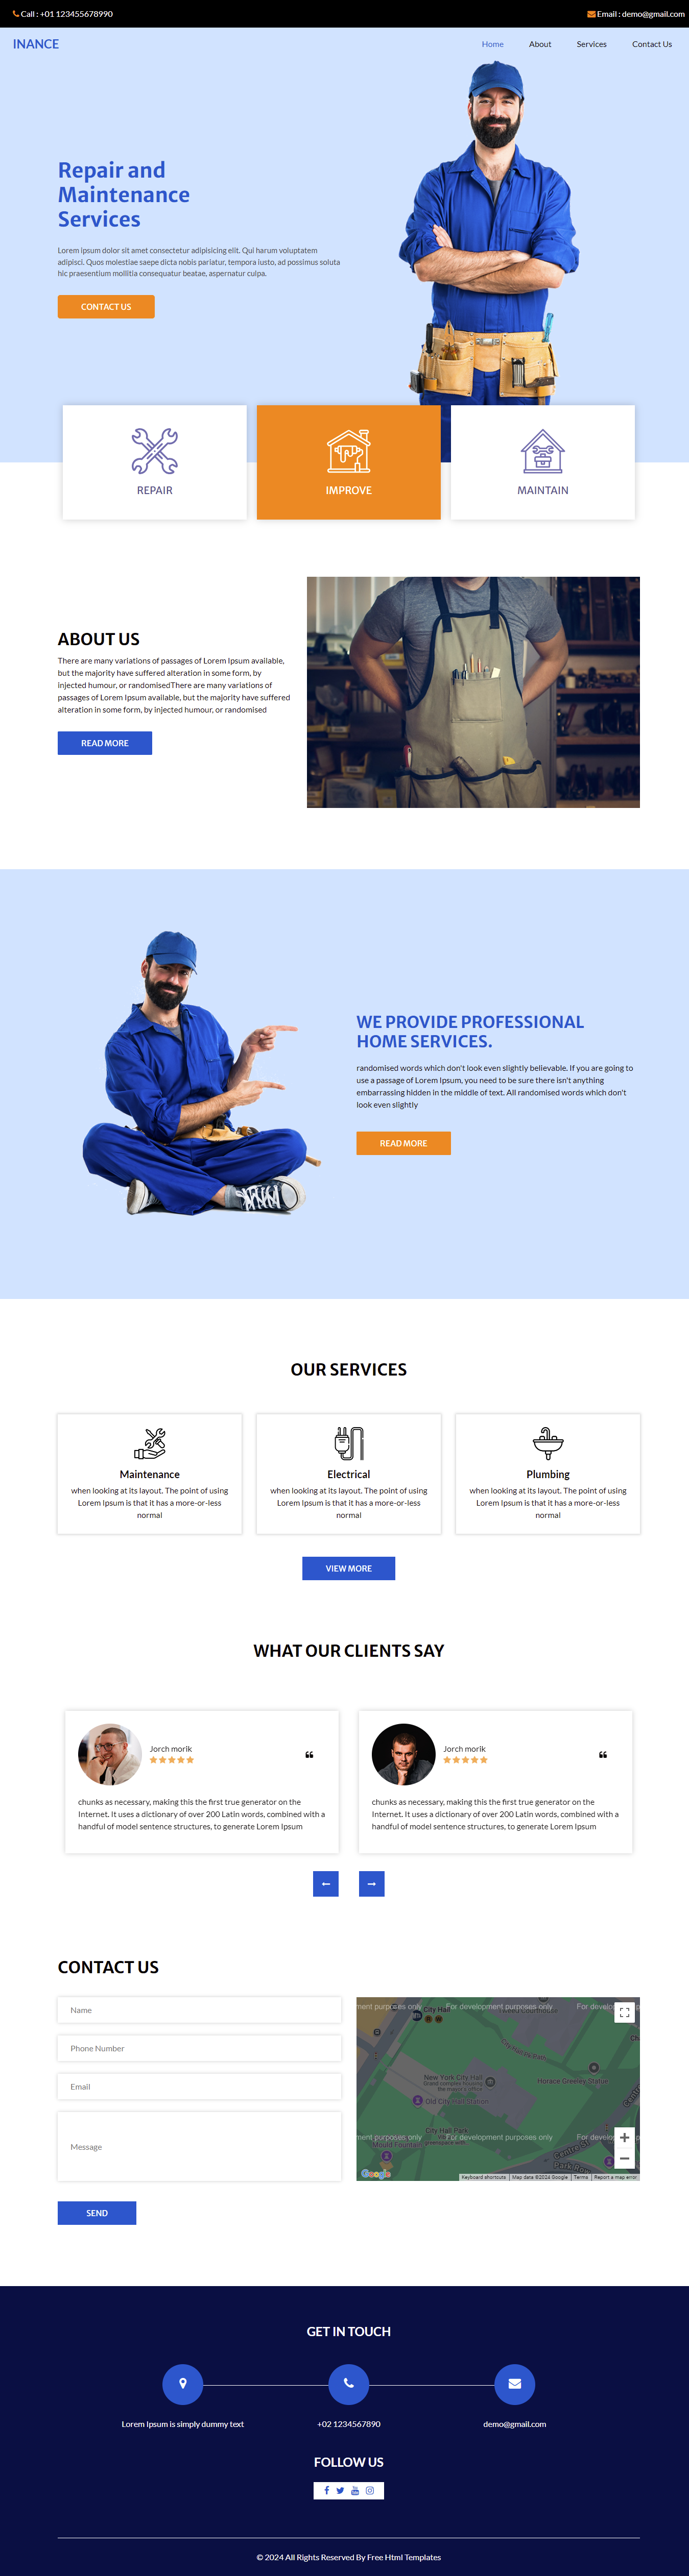 Call : +01 123455678990
Email : demo@gmail.com
INANCE
Home
About
Services
Contact Us
Repair and
Maintenance
Services
Lorem ipsum dolor sit amet consectetur adipisicing elit. Qui harum voluptatem
adipisci. Quos molestiae saepe dicta nobis pariatur, tempora iusto, ad possimus soluta
hic praesentium mollitia consequatur beatae, aspernatur culpa.
CONTACT US
REPAIR
IMPROVE
MAINTAIN
ABOUT US
There are many variations of passages of Lorem Ipsum available,
but the majority have suffered alteration in some form, by
injected humour, or randomisedThere are many variations of
passages of Lorem Ipsum available, but the majority have suffered
alteration in some form, by injected humour, or randomised
READ MORE
WE PROVIDE PROFESSIONAL
HOME SERVICES.
randomised words which don't look even slightly believable. If you are going to
use a passage of Lorem Ipsum, you need to be sure there isn't anything
embarrassing hidden in the middle of text. All randomised words which don't
look even slightly
READ MORE
OUR SERVICES
Maintenance
when looking at its layout. The point of using
Lorem Ipsum is that it has a more-or-less
normal
Electrical
when looking at its layout. The point of using
Lorem Ipsum is that it has a more-or-less
normal
Plumbing
when looking at its layout. The point of using
Lorem Ipsum is that it has a more-or-less
normal
VIEW MORE
WHAT OUR CLIENTS SAY
Jorch morik
chunks as necessary, making this the first true generator on the
Internet. It uses a dictionary of over 200 Latin words, combined with a
handful of model sentence structures, to generate Lorem Ipsum
Jorch morik
chunks as necessary, making this the first true generator on the
Internet. It uses a dictionary of over 200 Latin words, combined with a
handful of model sentence structures, to generate Lorem Ipsum
CONTACT US
Name
Phone Number
Email
Message
SEND
ment purposes only
For development purposes only
For develop
City Hall
Horace Greeley Statue
New York City Hall
Old City Hall Station
City Hall Park
ment purposes only
For development purposes only
For develop
Mould Fountain
Centre St
Park Row
Google
Keyboard shortcuts
Map data ©2024 Google
Terms
Report a map error
GET IN TOUCH
Lorem Ipsum is simply dummy text
+02 1234567890
demo@gmail.com
FOLLOW US
© 2024 All Rights Reserved By Free Html Templates